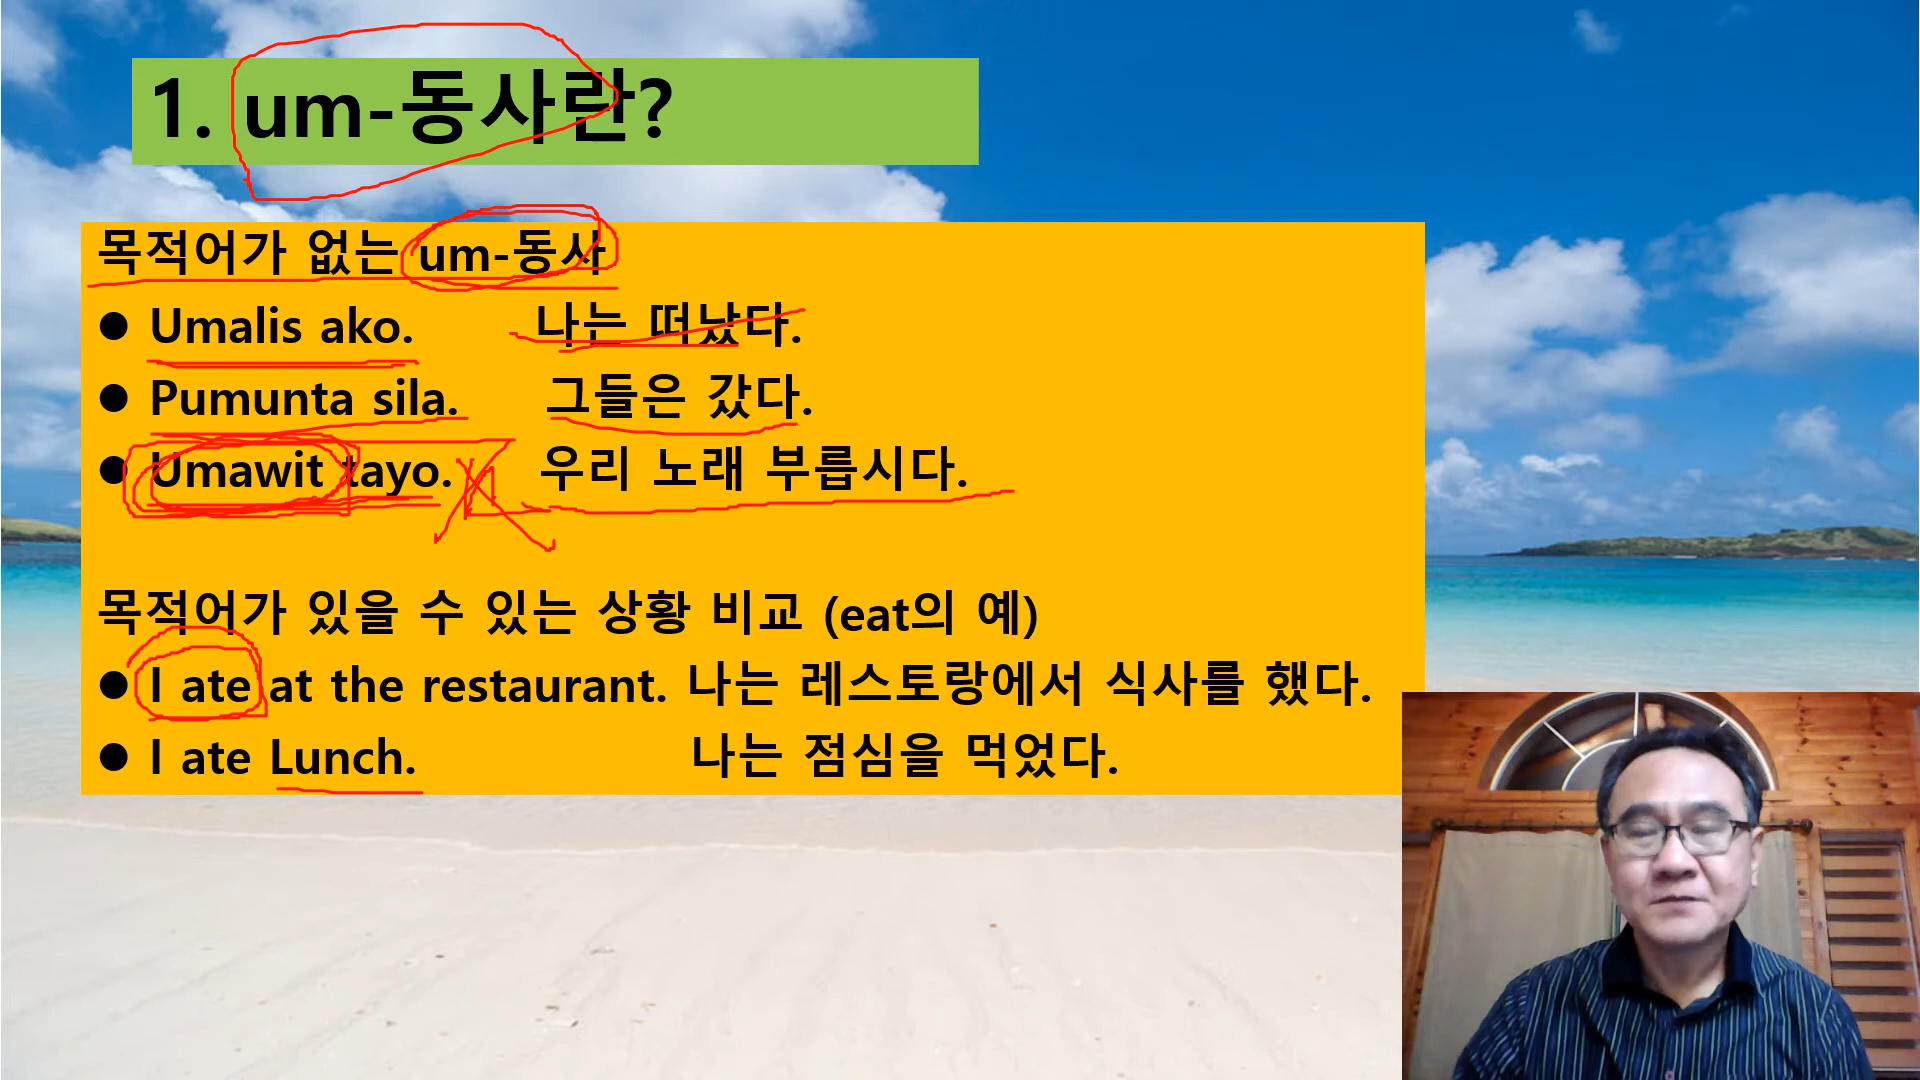 1. um-동사란?
목적어가 없는 um-동사
● Umalis ako. 나는 떠났다.
● Pumunta sila. 그들은 갔다.
● Umawit tayo. 우리 노래 부릅시다.
목적어가 있을 수 있는 상황 비교 (eat의 예)
● I ate at the restaurant. 나는 레스토랑에서 식사를 했다.
● I ate Lunch. 나는 점심을 먹었다.